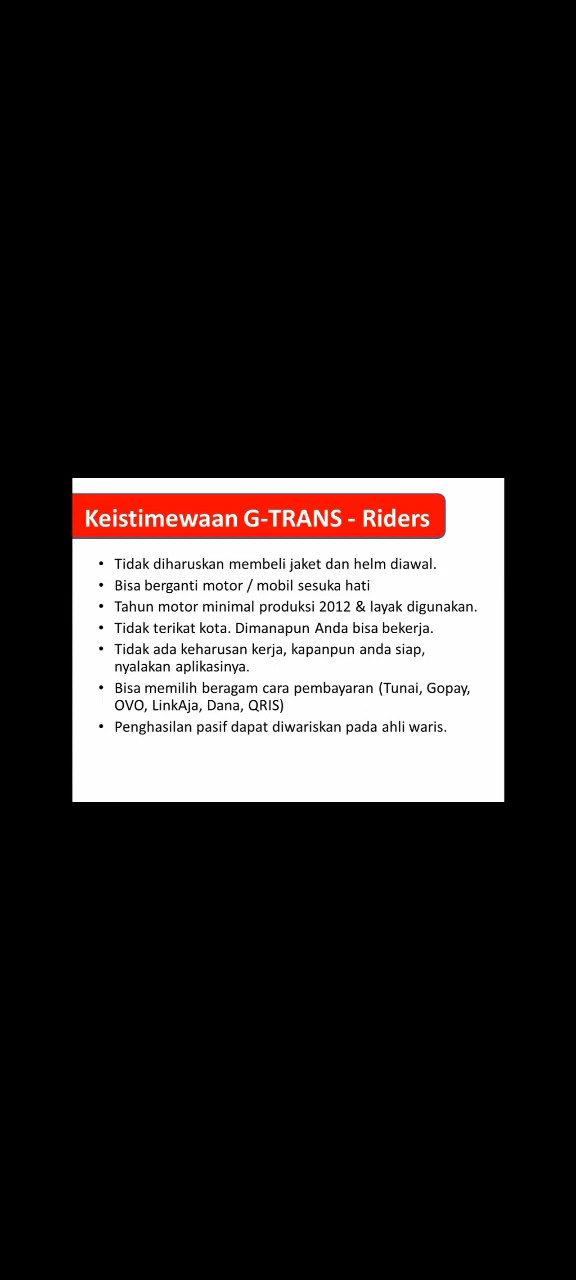 Keistimewaan G-TRANS - Riders
• Tidak diharuskan membeli jaket dan helm diawal.
• Bisa berganti motor / mobil sesuka hati
• Tahun motor minimal produksi 2012 & layak digunakan.
• Tidak terikat kota. Dimanapun Anda bisa bekerja.
• Tidak ada keharusan kerja, kapanpun anda siap,
nyalakan aplikasinya.
• Bisa memilih beragam cara pembayaran (Tunai, Gopay,
OVO, LinkAja, Dana, QRIS)
• Penghasilan pasif dapat diwariskan pada ahli waris.